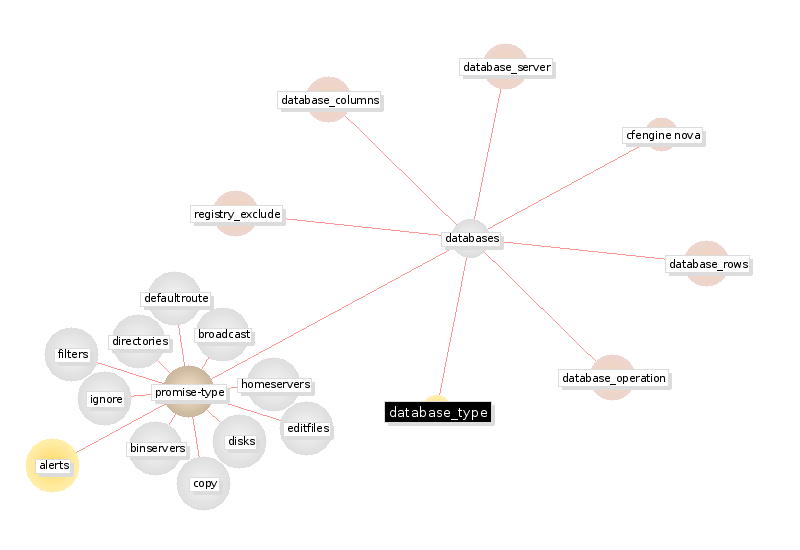 database_server
database_columns
cfengine nova
registry_exclude
databases
database_rows
defaultroute
broadcast
directories
filters
database_operation
homeservers
promise-type
ignore
database_type
editfiles
disks
binservers
alerts
copy